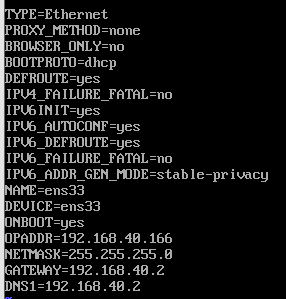 TYPE=Ethernet
PROXY_METHOD=none
BROWSER_ONLY=no
BOOTPROTO=dhcp
DEFROUTE=yes
IPV4_FAILURE_FATAL=no
IPV6INIT=yes
IPV6_AUTOCONF=yes
IPV6_DEFROUTE=yes
IPV6_FAILURE_FATAL=no
IPV6_ADDR_GEN_MODE=stable-privacy
NAME=ens33
DEVICE=ens33
ONBOOT=yes
OPADDR=192.168.40.166
NETMASK=255.255.255.0
GATEWAY=192.168.40.2
DNS1=192.168.40.2